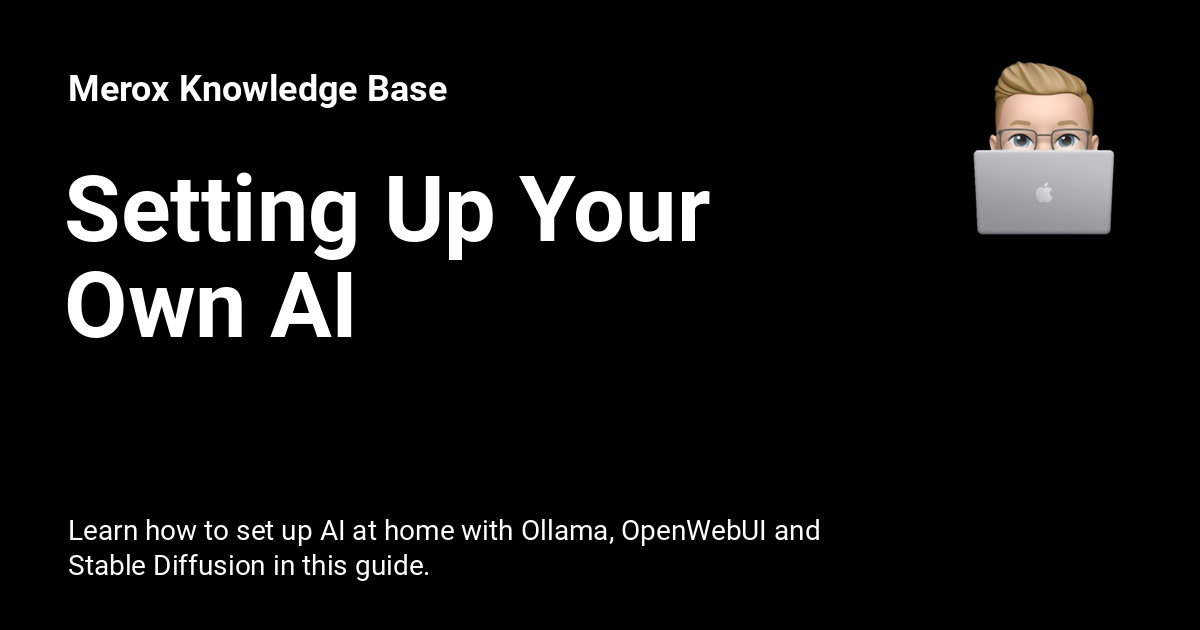 Merox Knowledge Base
Setting Up Your
Own AI
Learn how to set up AI at home with Ollama, OpenWebUI and
Stable Diffusion in this guide.